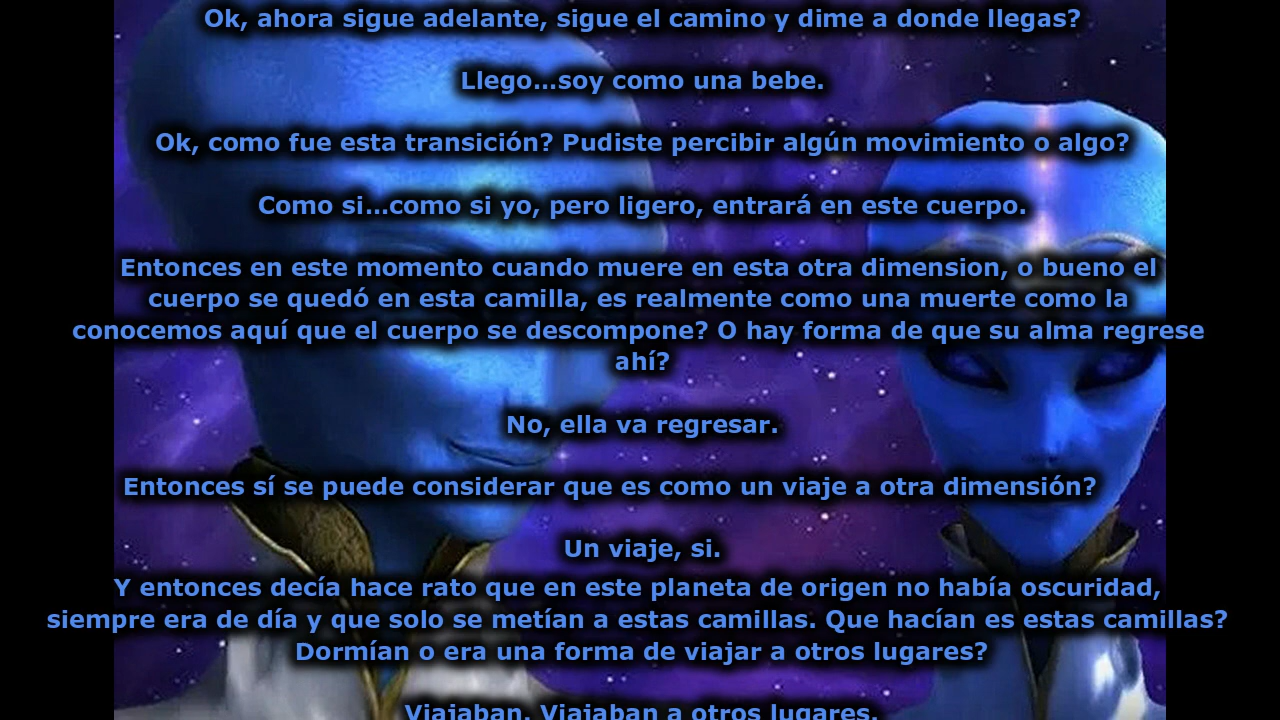 Ok, ahora sigue adelante, sigue el camino y dime a donde llegas?
Llego...soy como una bebe.
Ok, como fue esta transición? Pudiste percibir algún movimiento o algo?
Como si...como si yo, pero ligero, entrará en este cuerpo.
Entonces en este momento cuando muere en esta otra dimension, o bueno el
cuerpo se quedó en esta camilla, es realmente como una muerte como la
conocemos aquí que el cuerpo se descompone? O hay forma de que su alma regrese
ahí?
No, ella va regresar.
Entonces sí se puede considerar que es como un viaje a otra dimensión?
Un viaje, si.
Y entonces decía hace rato que en este planeta de origen no había oscuridad,
siempre era de día y que solo se metían a estas camillas. Que hacían es estas camillas?
Dormían o era una forma de viajar a otros lugares?
Viajaban. Viajaban a otros lugares.